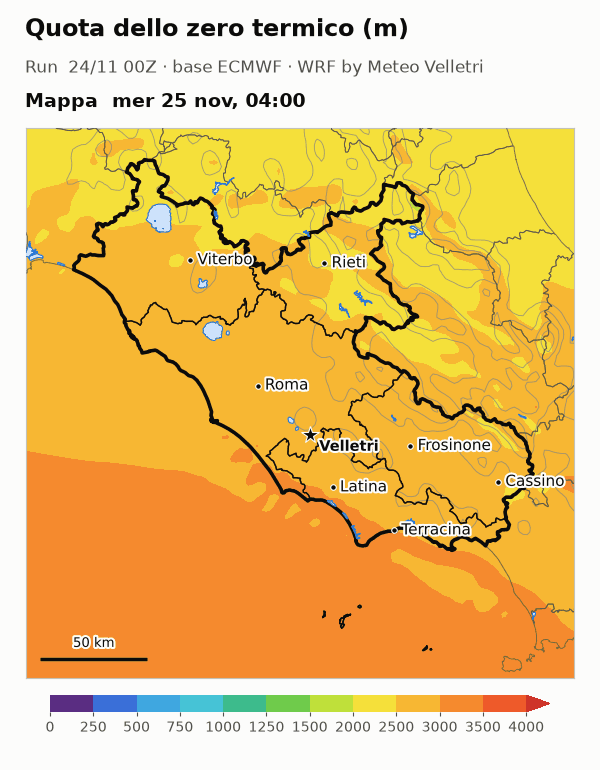 Quota dello zero termico (m)
Run  24/11 00Z · base ECMWF · WRF by Meteo Velletri
Mappa  mer 25 nov, 04:00
Viterbo
Rieti
Roma
Velletri
Frosinone
Cassino
Latina
Terracina
50 km
0 250 500 750 1000 1250 1500 2000 2500 3000 3500 4000